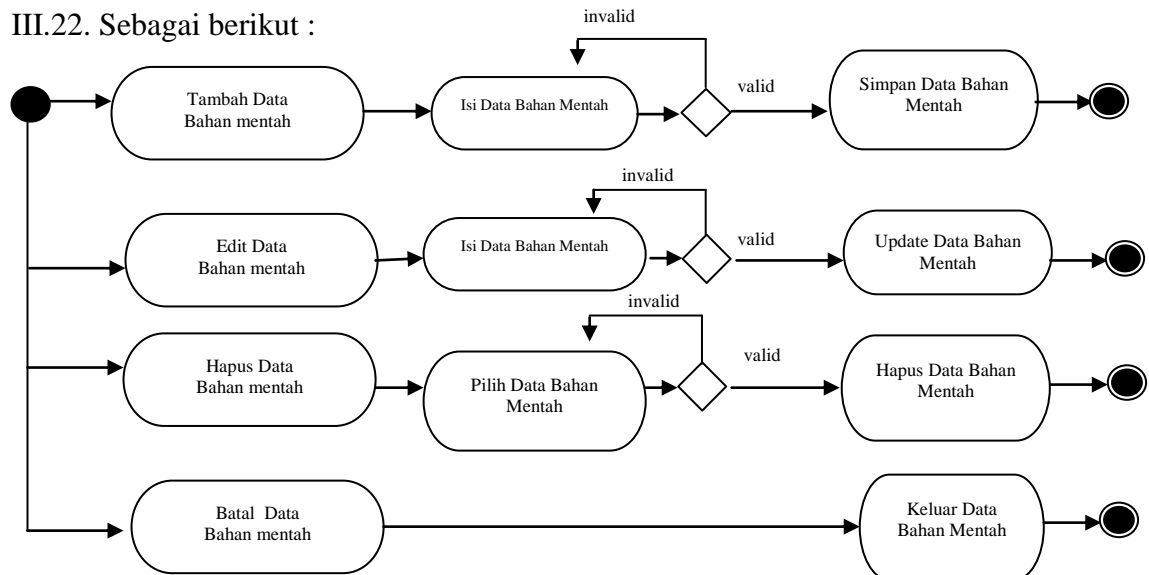 III.22. Sebagai berikut :
invalid
Tambah Data
Bahan mentah
Isi Data Bahan Mentah
valid
Simpan Data Bahan
Mentah
invalid
Edit Data
Bahan mentah
Isi Data Bahan Mentah
valid
Update Data Bahan
Mentah
invalid
Hapus Data
Bahan mentah
Pilih Data Bahan
Mentah
valid
Hapus Data Bahan
Mentah
Batal Data
Bahan mentah
Keluar Data
Bahan Mentah